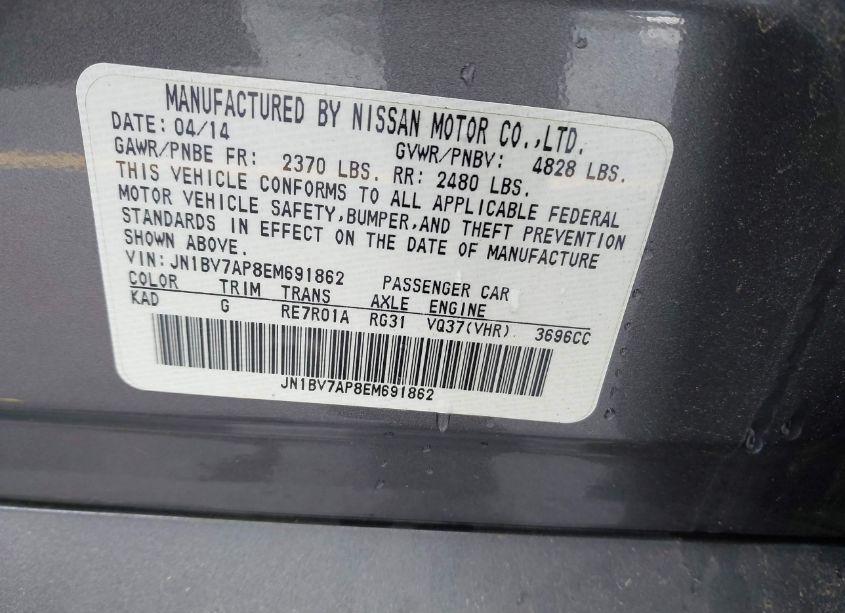 MANUFACTURED BY NISSAN MOTOR CO.,LTD.
DATE: 04/14 GVWR/PNBV: 4828 LBS.
GAWR/PNBE FR: 2370 LBS. RR: 2480 LBS.
THIS VEHICLE CONFORMS TO ALL APPLICABLE FEDERAL
MOTOR VEHICLE SAFETY,BUMPER,AND THEFT PREVENTION
STANDARDS IN EFFECT ON THE DATE OF MANUFACTURE
SHOWN ABOVE.
VIN: JN1BV7AP8EM691862 PASSENGER CAR
COLOR TRIM TRANS AXLE ENGINE
KAD G RE7R01A RG31 VQ37(VHR) 3696CC
JN1BV7AP8EM691862